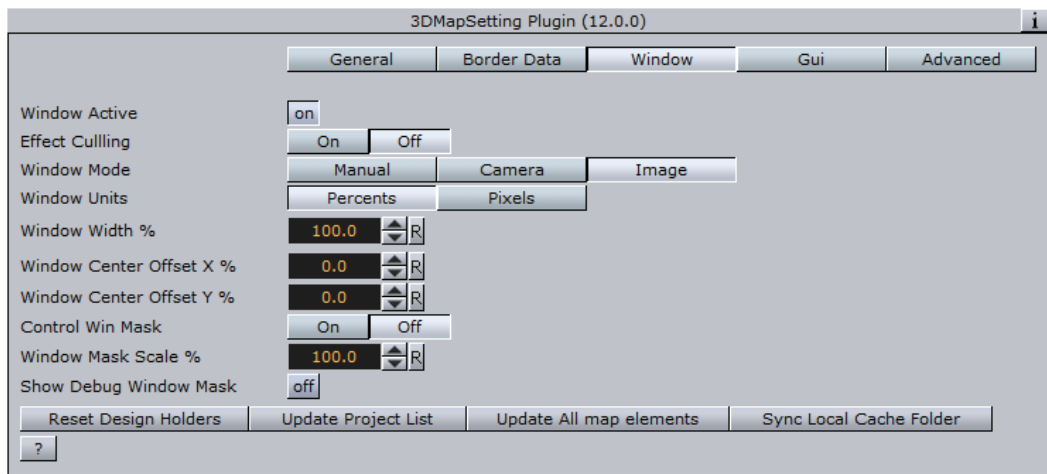 3DMapSetting Plugin (12.0.0) i
General Border Data Window Gui Advanced
Window Active on
Effect Cullling On Off
Window Mode Manual Camera Image
Window Units Percents Pixels
Window Width % 100.0 R
Window Center Offset X % 0.0 R
Window Center Offset Y % 0.0 R
Control Win Mask On Off
Window Mask Scale % 100.0 R
Show Debug Window Mask off
Reset Design Holders Update Project List Update All map elements Sync Local Cache Folder
?